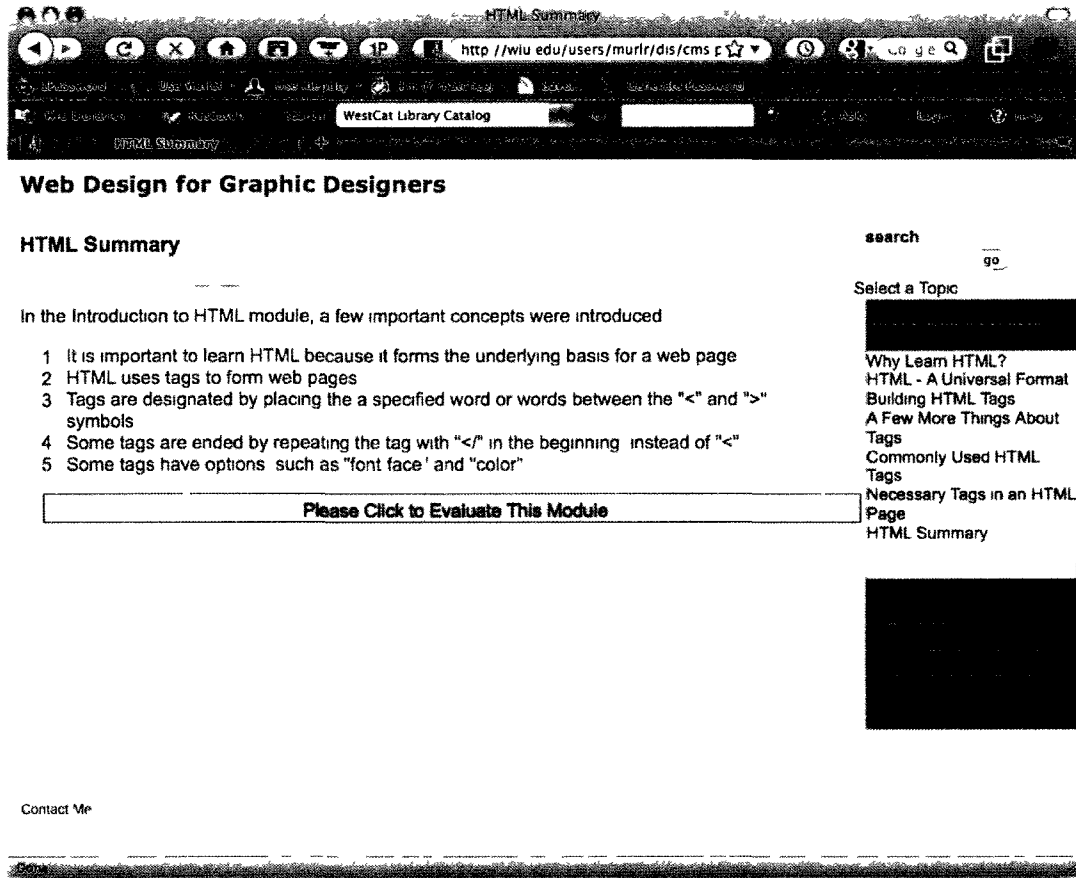 HTML Summary
1P
http //wiu edu/users/murlr/dis/cms p
WestCat Library Catalog
HTML Summary
Web Design for Graphic Designers
HTML Summary
search
go
Select a Topic
In the Introduction to HTML module, a few important concepts were introduced
1 It is important to learn HTML because it forms the underlying basis for a web page
2 HTML uses tags to form web pages
3 Tags are designated by placing the a specified word or words between the "<" and ">"
symbols
4 Some tags are ended by repeating the tag with "</" in the beginning instead of "<"
5 Some tags have options such as "font face' and "color"
Please Click to Evaluate This Module
Why Learn HTML?
HTML - A Universal Format
Building HTML Tags
A Few More Things About
Tags
Commonly Used HTML
Tags
Necessary Tags in an HTML
Page
HTML Summary
Contact Me
Done